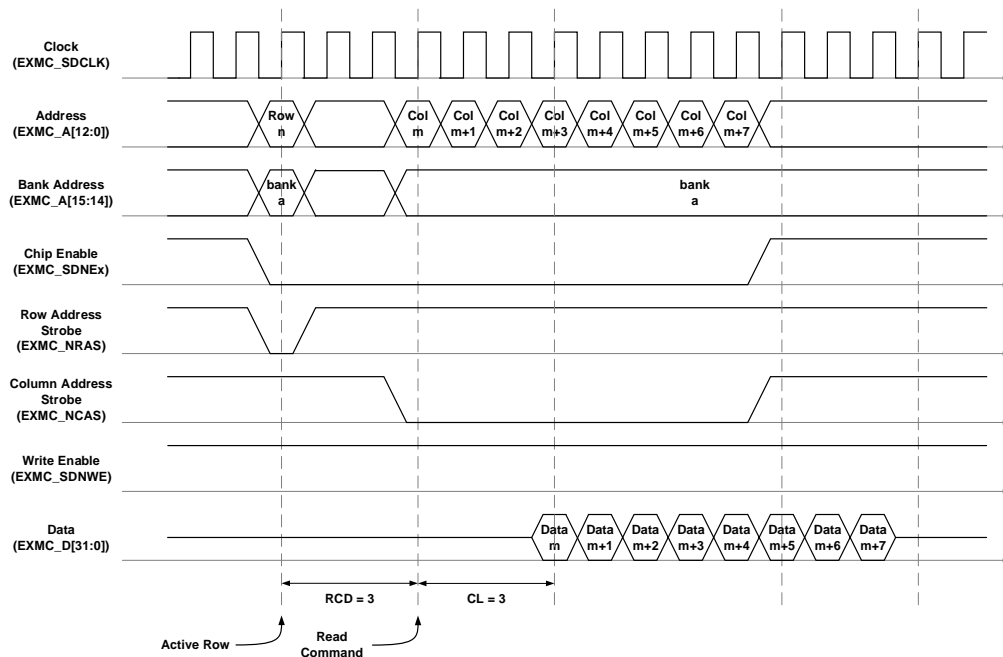 Clock
(EXMC_SDCLK)
Address
(EXMC_A[12:0])
Row
n
Col
m
Col
m+1
Col
m+2
Col
m+3
Col
m+4
Col
m+5
Col
m+6
Col
m+7
Bank Address
(EXMC_A[15:14])
bank
a
bank
a
Chip Enable
(EXMC_SDNEx)
Row Address
Strobe
(EXMC_NRAS)
Column Address
Strobe
(EXMC_NCAS)
Write Enable
(EXMC_SDNWE)
Data
(EXMC_D[31:0])
Data
m
Data
m+1
Data
m+2
Data
m+3
Data
m+4
Data
m+5
Data
m+6
Data
m+7
RCD = 3
CL = 3
Active Row
Read
Command